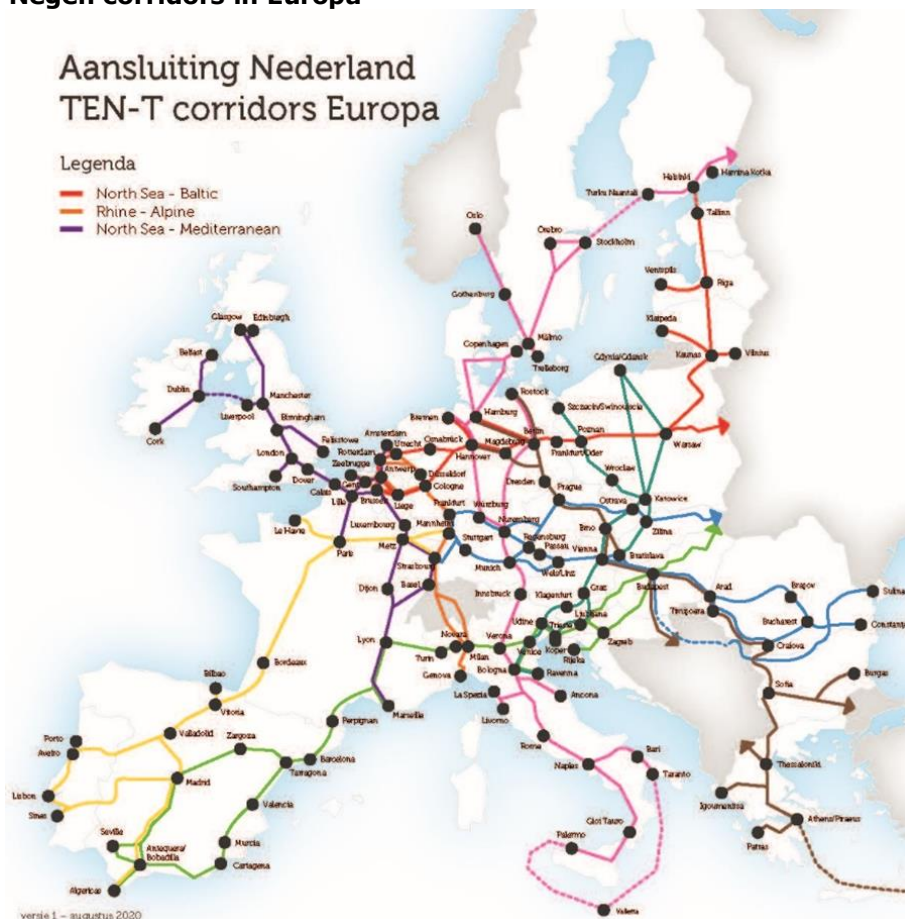 Negen corridors in Europa
Aansluiting Nederland
TEN-T corridors Europa
Legenda
North Sea - Baltic
Rhine - Alpine
North Sea - Mediterranean
Helsinki
Hamina Kotka
Turku Naantali
Tallinn
Oslo
Örebro
Stockholm
Ventspils
Riga
Gothenburg
Klaipeda
Glasgow
Edinburgh
Malmo
Copenhagen
Trelleborg
Kaunas
Vilnius
Belfast
Gdynia/Gdansk
Dublin
Rostock
Liverpool
Manchester
Hamburg
Szczecin/Swinoujscie
Bremen
Cork
Birmingham
Felixstowe
Amsterdam
Utrecht
Osnabrück
Magdeburg
Berlin
Poznan
Warsaw
Rotterdam
Hannover
Frankfurt/Oder
London
Zeebrugge
Antwerp
Düsseldorf
Southampton
Dover
Calais
Gent
Cologne
Dresden
Wroclaw
Lille
Brussel
Liege
Frankfurt
Prague
Ostrava
Katowice
Le Havre
Luxembourg
Mannheim
Würzburg
Nuremberg
Brno
Zilina
Paris
Metz
Stuttgart
Regensburg
Passau
Vienna
Strasbourg
Munich
Wels/Linz
Bratislava
Dijon
Basel
Innsbruck
Klagenfurt
Graz
Budapest
Arad
Brasov
Sulina
Timișoara
Udine
Ljubljana
Bucharest
Constanta
Lyon
Novara
Verona
Trieste
Zagreb
Craiova
Turin
Milan
Venice
Koper
Rijeka
Bordeaux
Genova
Bologna
Ravenna
Sofia
Burgas
Bilbao
La Spezia
Ancona
Marseille
Vitoria
Livorno
Perpignan
Porto
Valladolid
Zargoza
Aveiro
Rome
Bari
Barcelona
Naples
Taranto
Thessaloniki
Madrid
Tarragona
Lisbon
Igoumenitsa
Sines
Valencia
Gioi Tauro
Athens/Piraeus
Seville
Antequera/
Bobadilla
Murcia
Palermo
Patras
Cartagena
Algeciras
Valletta
versie 1 – augustus 2020